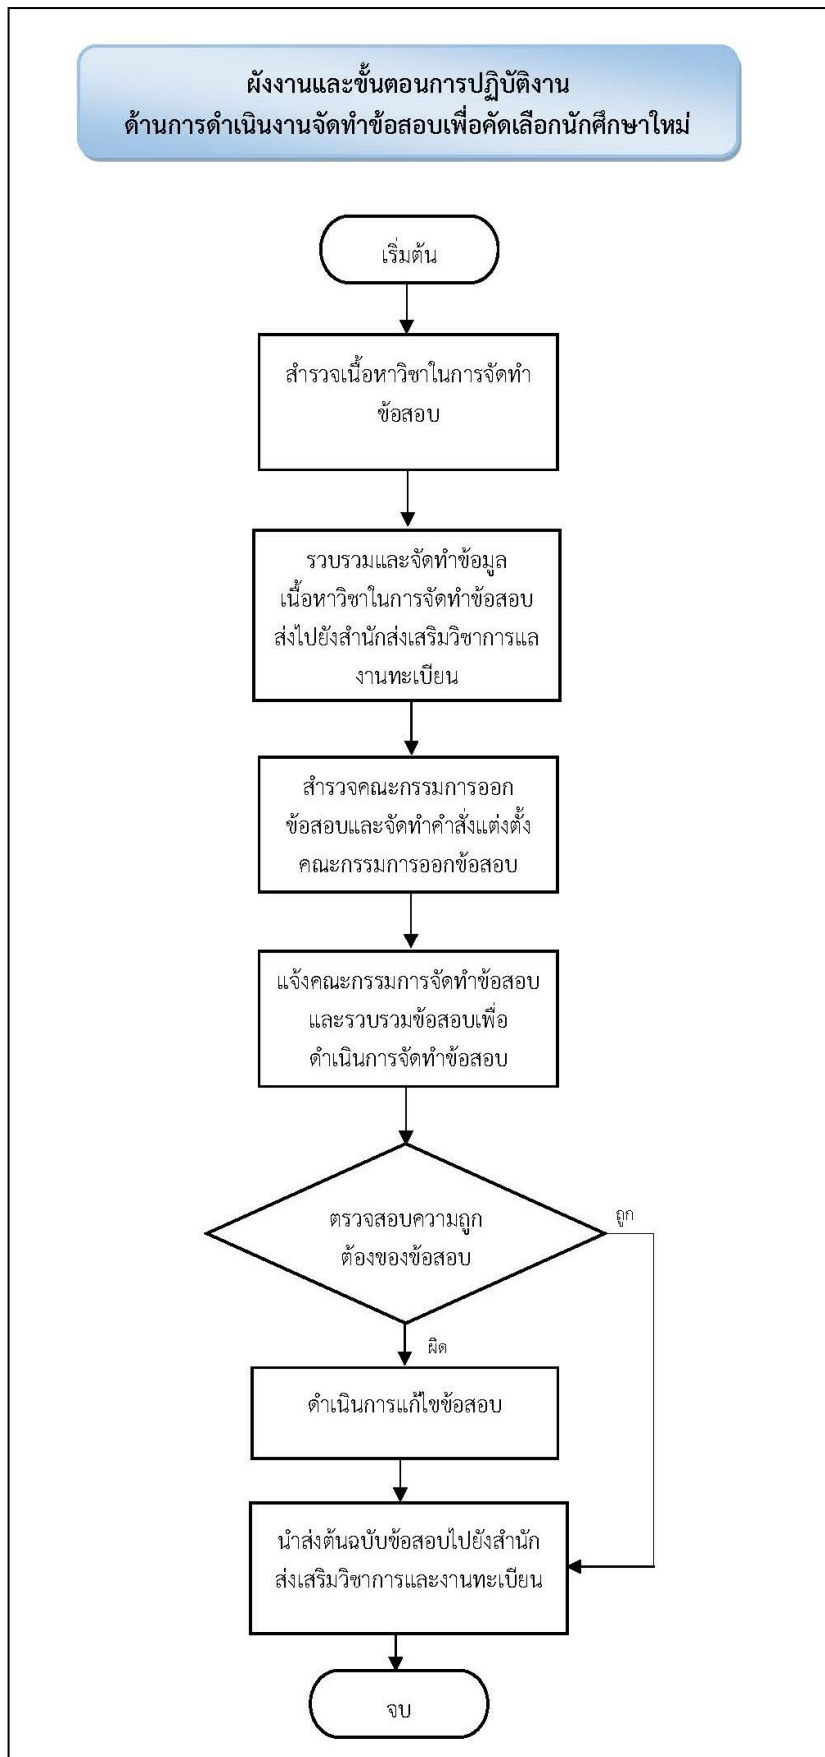 ผังงานและขั้นตอนการปฏิบัติงาน
ด้านการดำเนินงานจัดทำข้อสอบเพื่อคัดเลือกนักศึกษาใหม่
เริ่มต้น
สำรวจเนื้อหาวิชาในการจัดทำ
ข้อสอบ
รวบรวมและจัดทำข้อมูล
เนื้อหาวิชาในการจัดทำข้อสอบ
ส่งไปยังสำนักส่งเสริมวิชาการแล
งานทะเบียน
สำรวจคณะกรรมการออก
ข้อสอบและจัดทำคำสั่งแต่งตั้ง
คณะกรรมการออกข้อสอบ
แจ้งคณะกรรมการจัดทำข้อสอบ
และรวบรวมข้อสอบเพื่อ
ดำเนินการจัดทำข้อสอบ
ตรวจสอบความถูก
ต้องของข้อสอบ
ถูก
ผิด
ดำเนินการแก้ไขข้อสอบ
นำส่งต้นฉบับข้อสอบไปยังสำนัก
ส่งเสริมวิชาการและงานทะเบียน
จบ